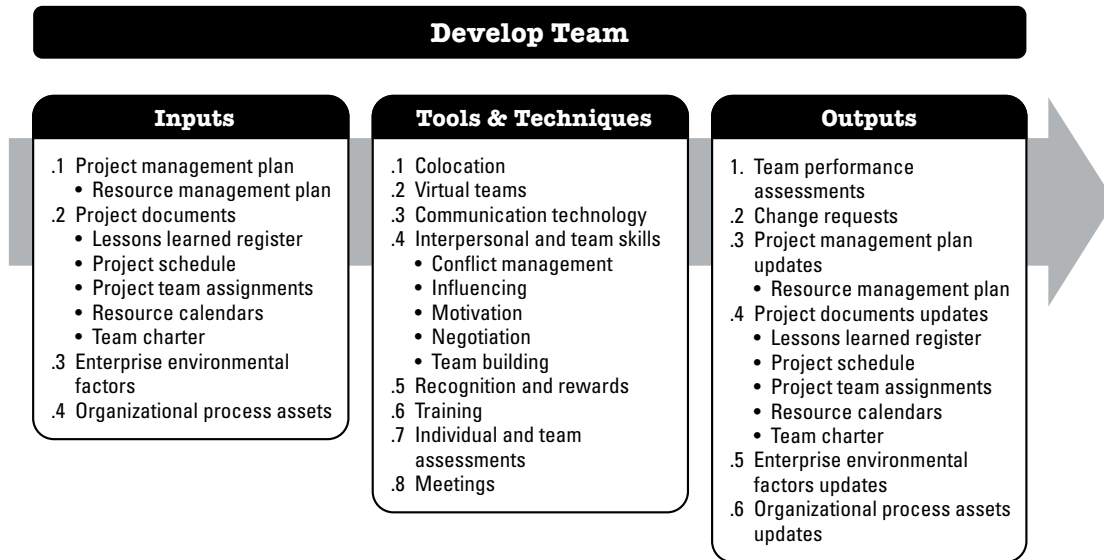 Develop Team
Inputs
.1 Project management plan
• Resource management plan
.2 Project documents
• Lessons learned register
• Project schedule
• Project team assignments
• Resource calendars
• Team charter
.3 Enterprise environmental
factors
.4 Organizational process assets
Tools & Techniques
.1 Colocation
.2 Virtual teams
.3 Communication technology
.4 Interpersonal and team skills
• Conflict management
• Influencing
• Motivation
• Negotiation
• Team building
.5 Recognition and rewards
.6 Training
.7 Individual and team
assessments
.8 Meetings
Outputs
1. Team performance
assessments
.2 Change requests
.3 Project management plan
updates
• Resource management plan
.4 Project documents updates
• Lessons learned register
• Project schedule
• Project team assignments
• Resource calendars
• Team charter
.5 Enterprise environmental
factors updates
.6 Organizational process assets
updates